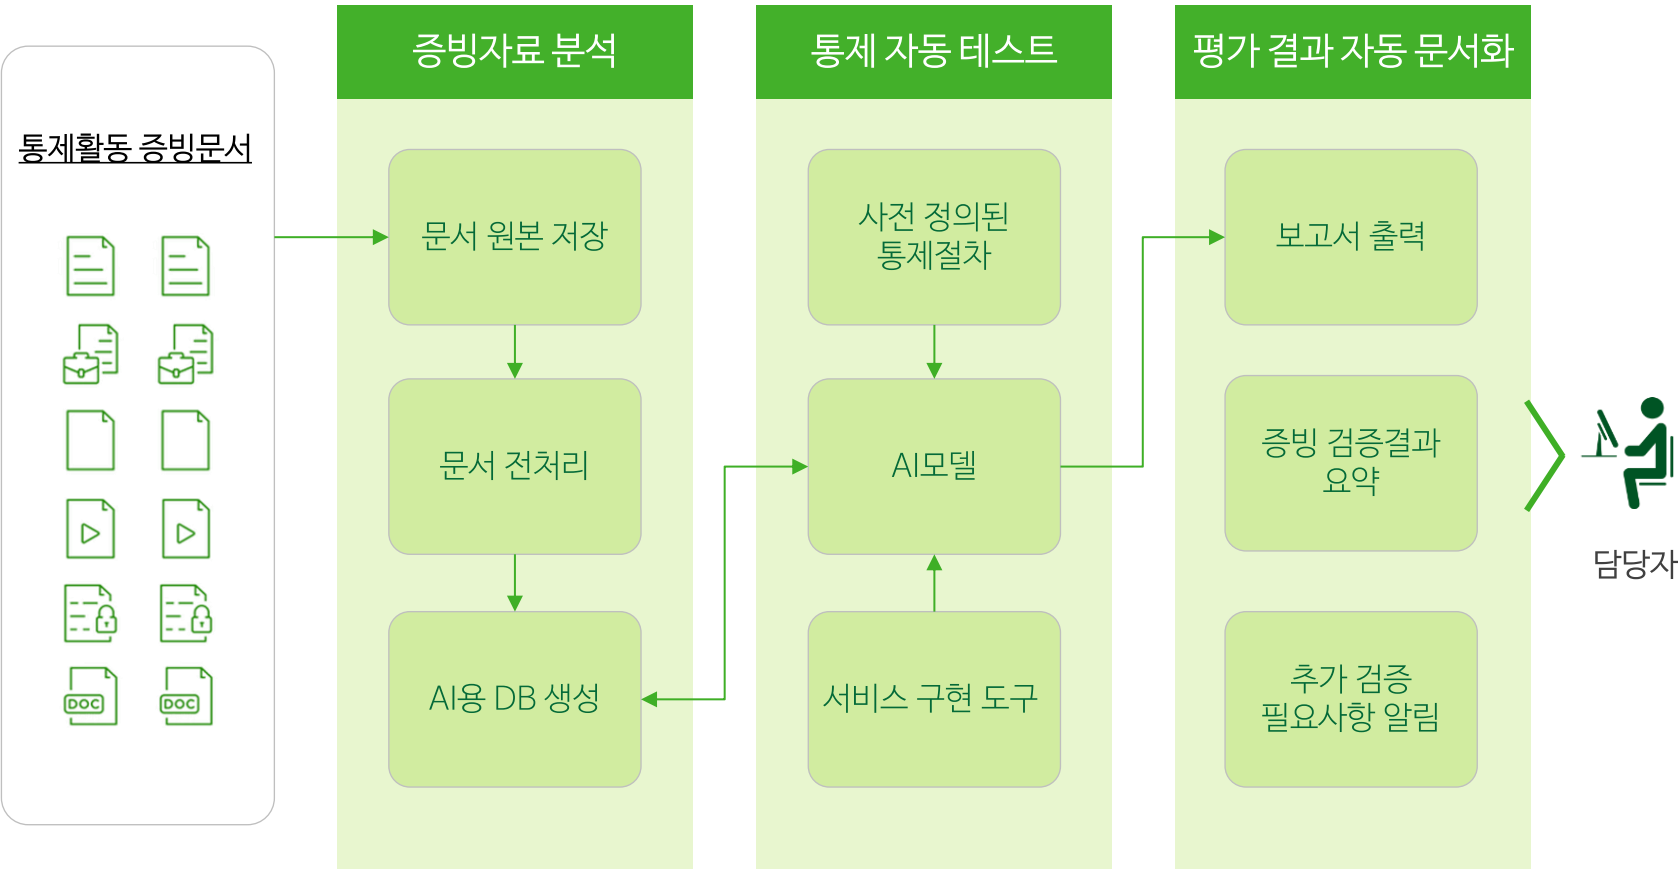 통제활동 증빙문서
DOC
DOC
증빙자료 분석
문서 원본 저장
문서 전처리
AI용 DB 생성
통제 자동 테스트
사전 정의된
통제절차
AI모델
서비스 구현 도구
평가 결과 자동 문서화
보고서 출력
증빙 검증결과
요약
추가 검증
필요사항 알림
담당자